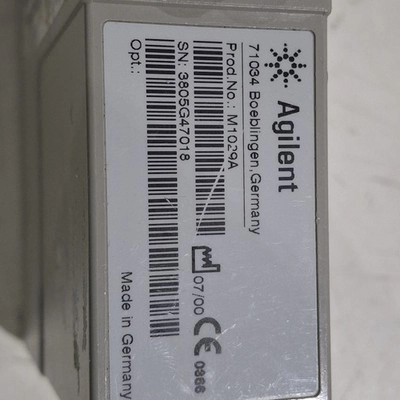 Agilent
71034 Boeblingen,Germany
Prod.No.: M1029A
SN: 3805G47018
Opt.:
07/00
CE 0366
Made in Germany